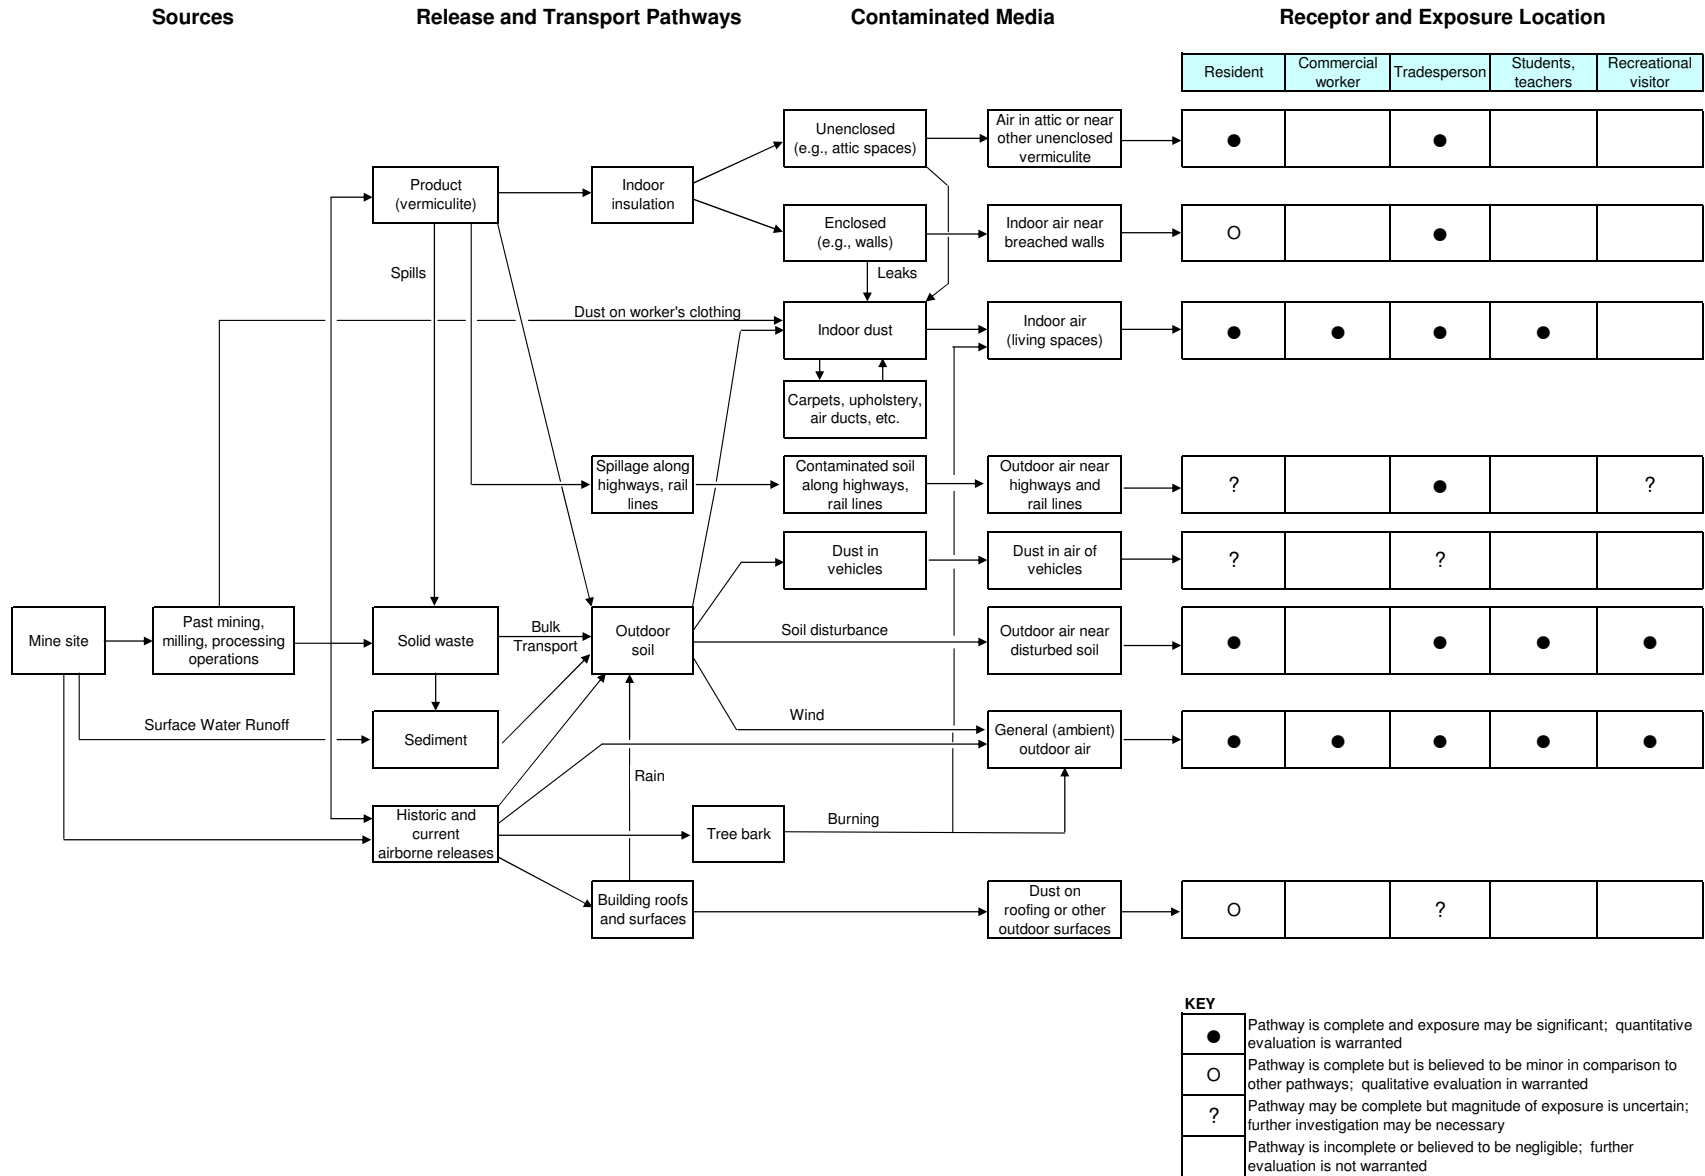 Sources
Release and Transport Pathways
Contaminated Media
Receptor and Exposure Location
Resident
Commercial
worker
Tradesperson
Students,
teachers
Recreational
visitor
Unenclosed
(e.g., attic spaces)
Air in attic or near
other unenclosed
vermiculite
●
●
Product
(vermiculite)
Indoor
insulation
Enclosed
(e.g., walls)
Indoor air near
breached walls
O
●
Spills
Leaks
Dust on worker's clothing
Indoor dust
Indoor air
(living spaces)
●
●
●
●
Carpets, upholstery,
air ducts, etc.
Spillage along
highways, rail
lines
Contaminated soil
along highways,
rail lines
Outdoor air near
highways and
rail lines
?
●
?
Dust in
vehicles
Dust in air of
vehicles
?
?
Mine site
Past mining,
milling, processing
operations
Solid waste
Bulk
Transport
Outdoor
soil
Soil disturbance
Outdoor air near
disturbed soil
●
●
●
●
Surface Water Runoff
Sediment
Wind
General (ambient)
outdoor air
●
●
●
●
●
Rain
Historic and
current
airborne releases
Tree bark
Burning
Building roofs
and surfaces
Dust on
roofing or other
outdoor surfaces
O
?
KEY
●
Pathway is complete and exposure may be significant; quantitative
evaluation is warranted
O
Pathway is complete but is believed to be minor in comparison to
other pathways; qualitative evaluation in warranted
?
Pathway may be complete but magnitude of exposure is uncertain;
further investigation may be necessary
Pathway is incomplete or believed to be negligible; further
evaluation is not warranted